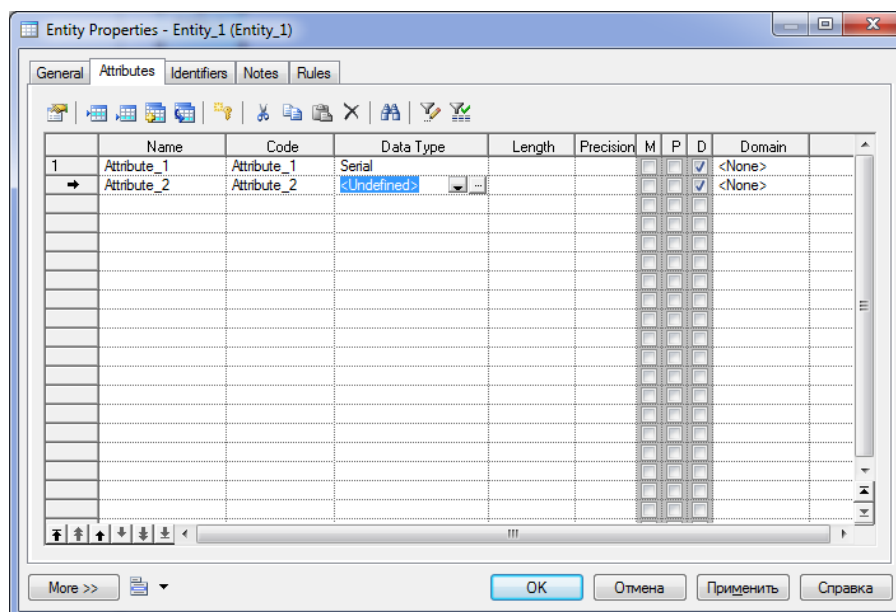 Entity Properties - Entity_1 (Entity_1)
General Attributes Identifiers Notes Rules
Name Code Data Type Length Precision M P D Domain
1 Attribute_1 Attribute_1 Serial <None>
Attribute_2 Attribute_2 <Undefined> ... <None>
More >> OK Отмена Применить Справка